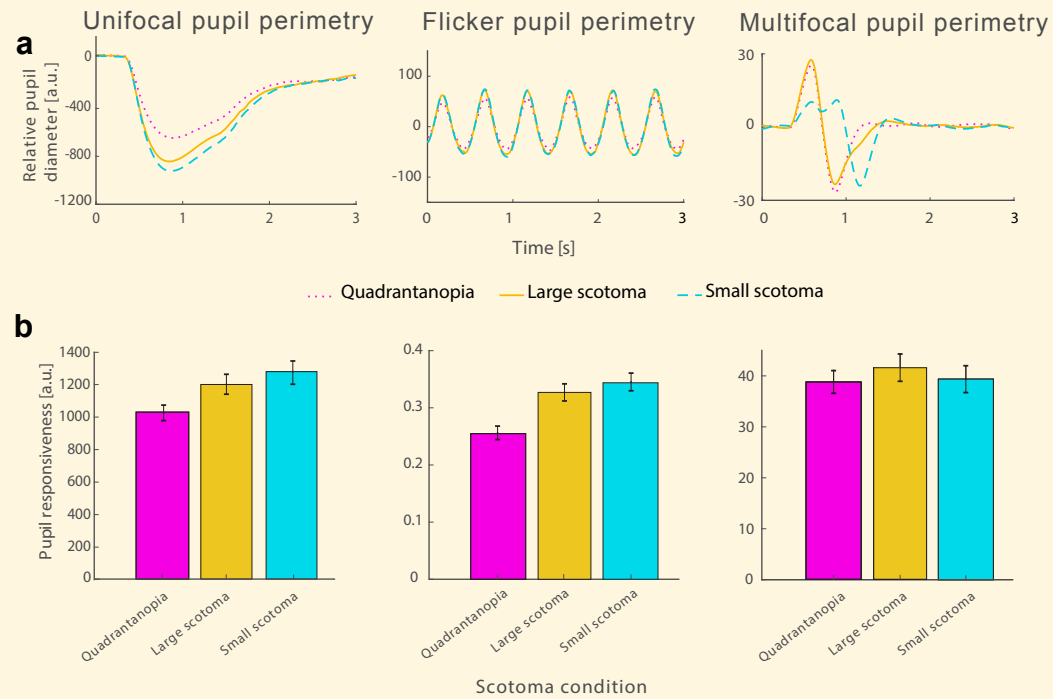 Unifocal pupil perimetry
Flicker pupil perimetry
Multifocal pupil perimetry
a
Relative pupil
diameter [a.u.]
0
-400
-800
-1200
0 1 2 3
100
0
-100
0 1 2 3
30
0
-30
0 1 2 3
Time [s]
Quadrantanopia Large scotoma Small scotoma
b
Pupil responsiveness [a.u.]
1400
1200
1000
800
600
400
200
0
Quadrantanopia
Large scotoma
Small scotoma
0.4
0.3
0.2
0.1
0
Quadrantanopia
Large scotoma
Small scotoma
40
30
20
10
0
Quadrantanopia
Large scotoma
Small scotoma
Scotoma condition